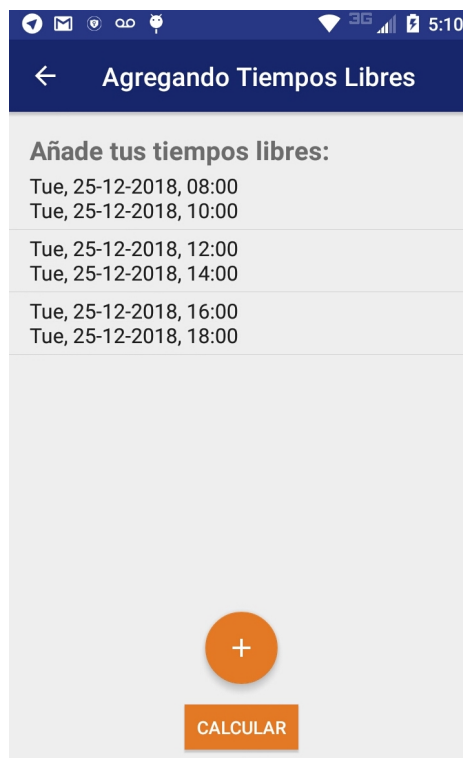 3G 5:10
Agregando Tiempos Libres
Añade tus tiempos libres:
Tue, 25-12-2018, 08:00
Tue, 25-12-2018, 10:00
Tue, 25-12-2018, 12:00
Tue, 25-12-2018, 14:00
Tue, 25-12-2018, 16:00
Tue, 25-12-2018, 18:00
+
CALCULAR